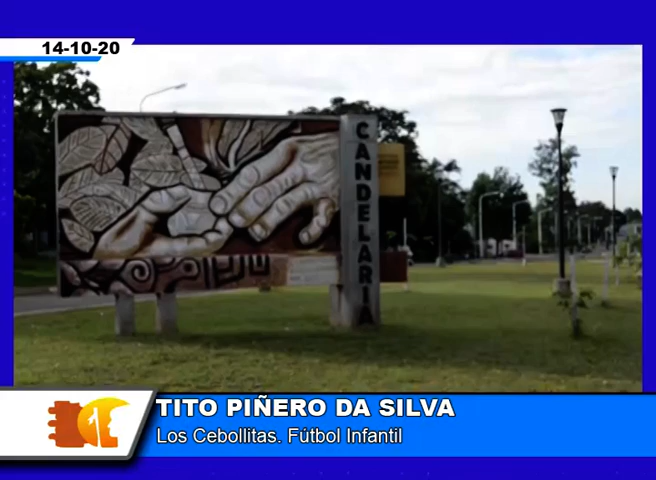 14-10-20
CANDELARIA
TITO PIÑERO DA SILVA
Los Cebollitas. Fútbol Infantil